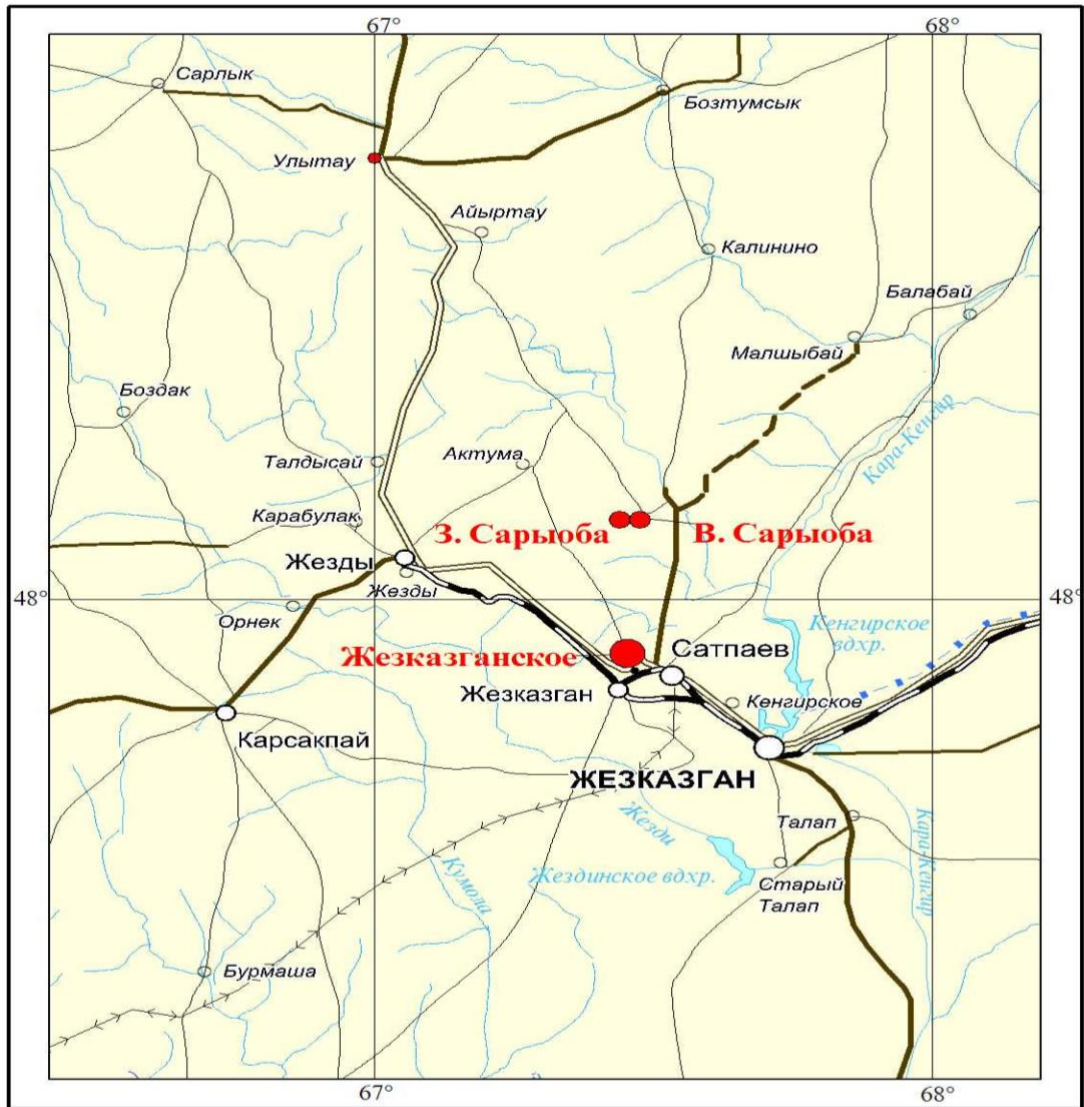 67°
68°
Сарлык
Бозтумсык
Улытау
Айыртау
Калинино
Балабай
Малшыбай
Боздак
Кара-Кенгир
Талдысай
Актума
Карабулак
З. Сарыоба
В. Сарыоба
Жезды
Жезды
48°
48°
Орнек
Кенгирское
вдхр.
Жезказганское
Сатпаев
Жезказган
Кенгирское
Карсакпай
ЖЕЗКАЗГАН
Жезди
Талап
Кара-Кенгир
Кумола
Жездинское вдхр.
Старый
Талап
Бурмаша
67°
68°